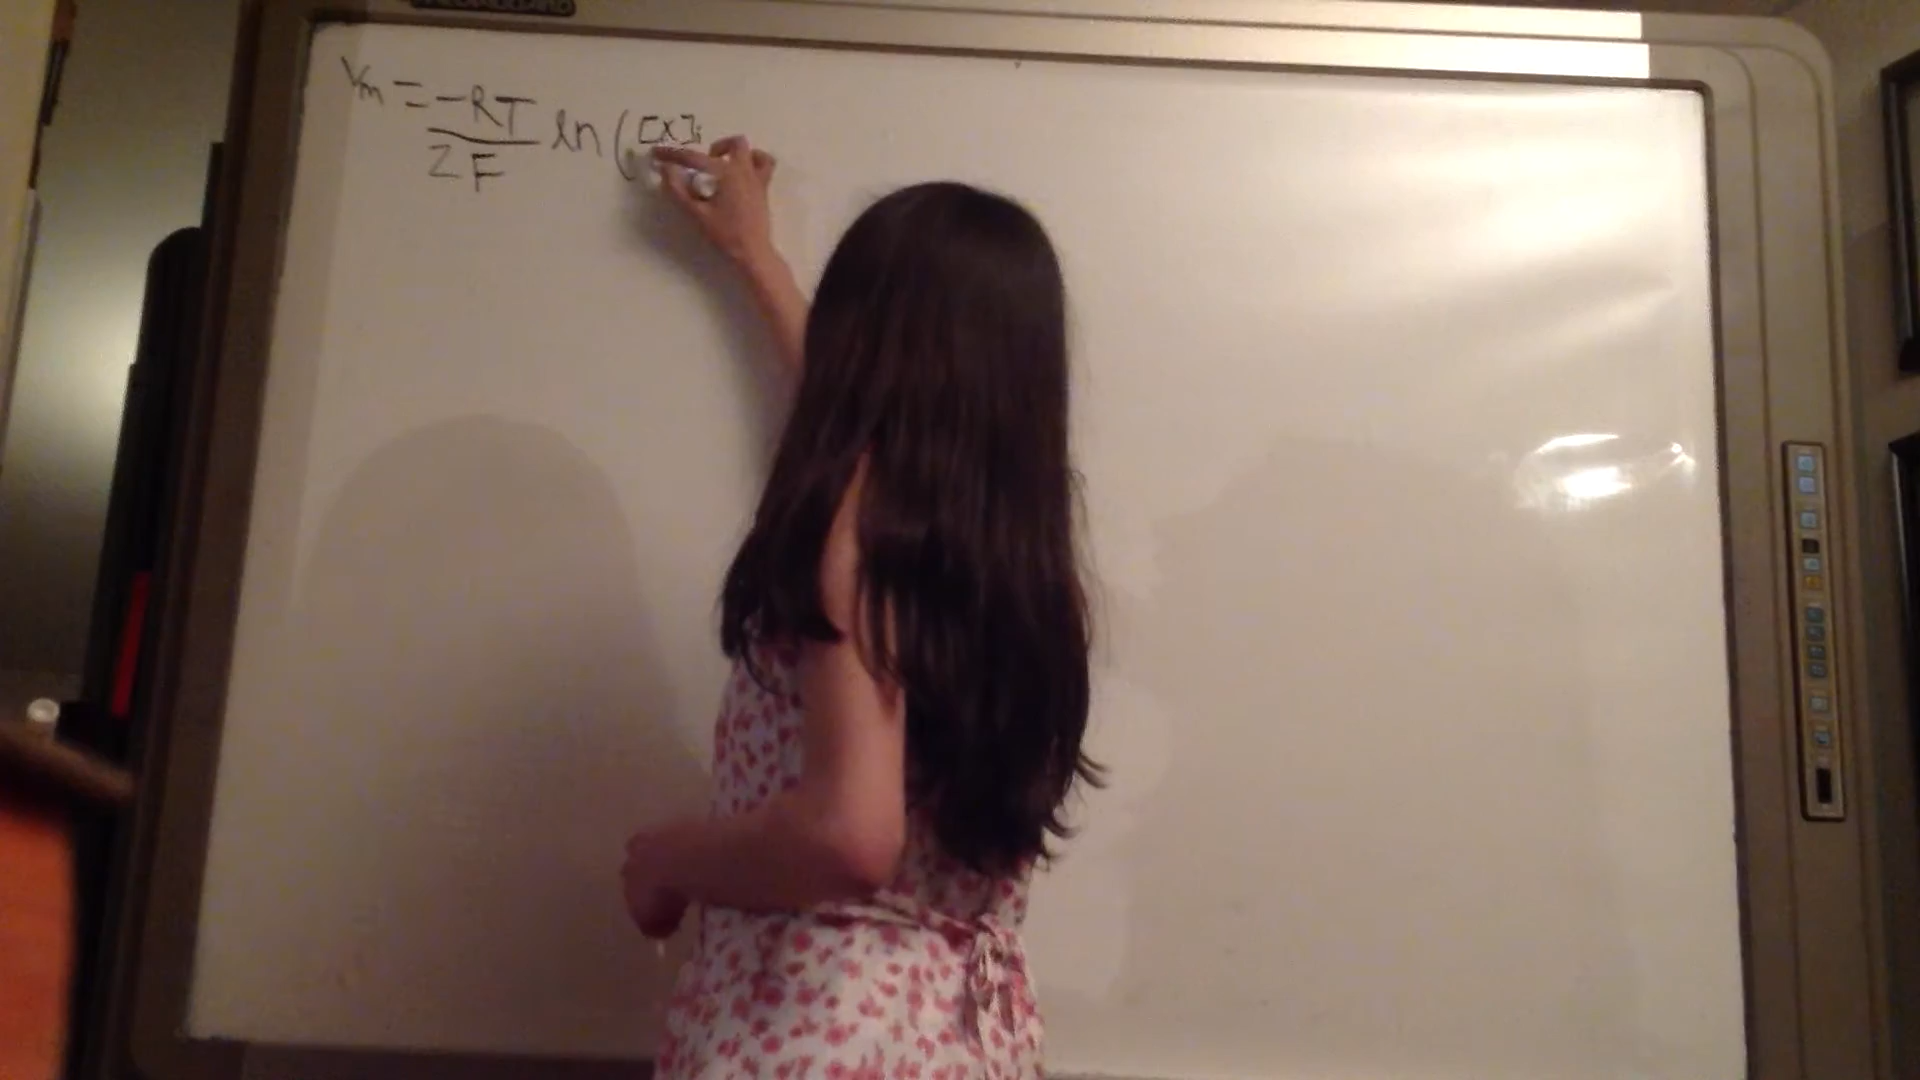 Vm = -RT/ZF ln([X]i